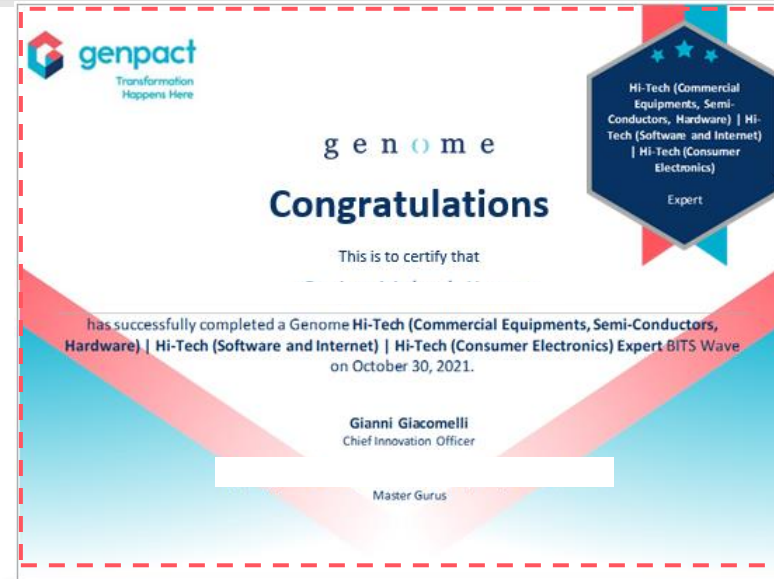 genpact
Transformation
Happens Here
Hi-Tech (Commercial
Equipments, Semi-
Conductors, Hardware) | Hi-
Tech (Software and Internet)
| Hi-Tech (Consumer
Electronics)
Expert
genome
Congratulations
This is to certify that
has successfully completed a Genome Hi-Tech (Commercial Equipments, Semi-Conductors,
Hardware) | Hi-Tech (Software and Internet) | Hi-Tech (Consumer Electronics) Expert BITS Wave
on October 30, 2021.
Gianni Giacomelli
Chief Innovation Officer
Master Gurus